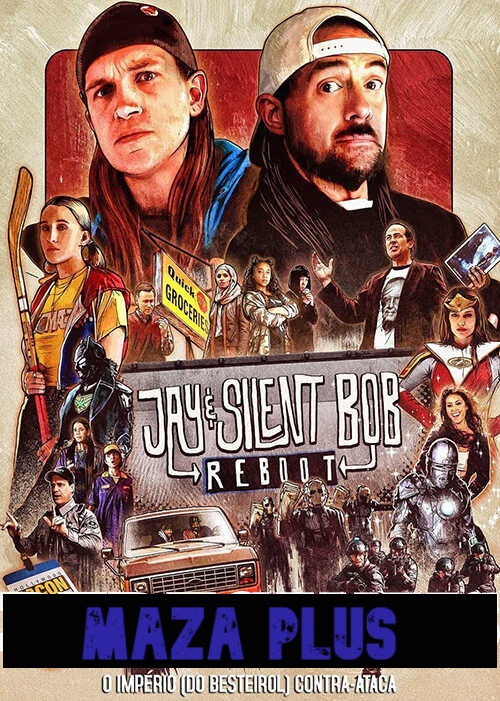 Quick
GROCERIES
JAY & SILENT BOB
REBOOT
MAZA PLUS
O IMPÉRIO (DO BESTEIROL) CONTRA-ATACA